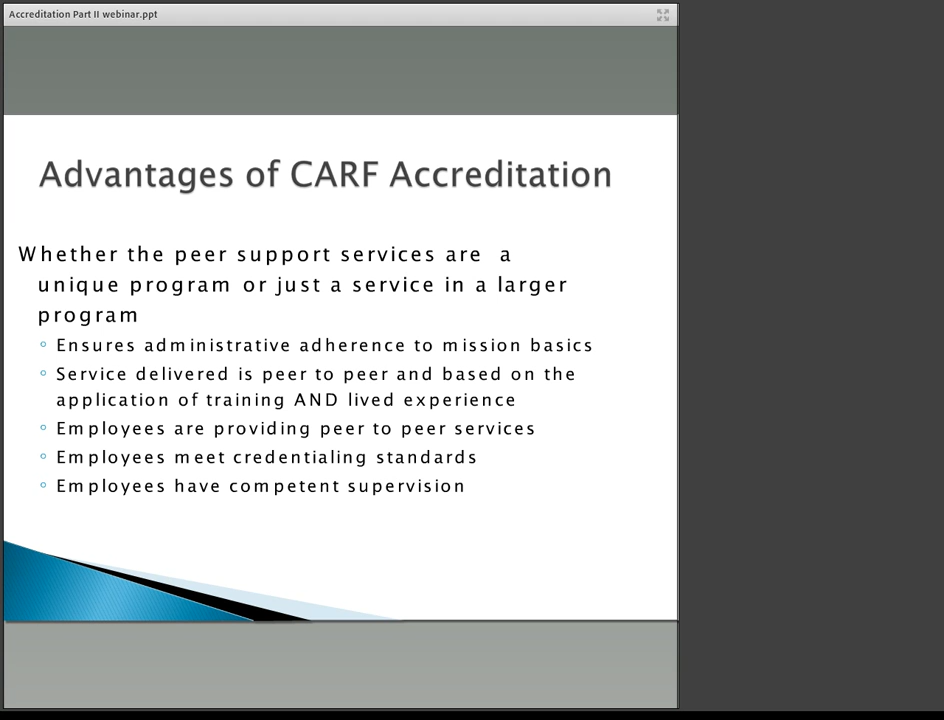 Accreditation Part II webinar.ppt
Advantages of CARF Accreditation
Whether the peer support services are a
unique program or just a service in a larger
program
Ensures administrative adherence to mission basics
Service delivered is peer to peer and based on the
application of training AND lived experience
Employees are providing peer to peer services
Employees meet credentialing standards
Employees have competent supervision